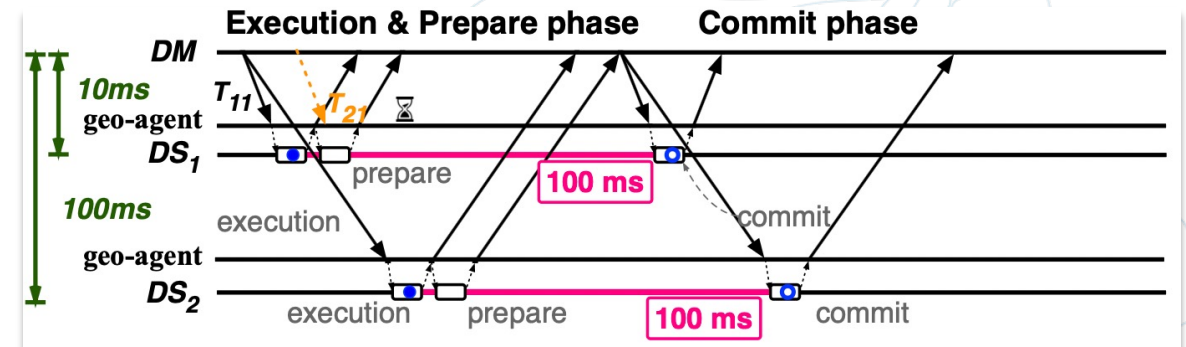 Execution & Prepare phase Commit phase
DM
10ms
T11
T21
geo-agent
DS1
prepare
100 ms
100ms
execution
commit
geo-agent
DS2
execution
prepare
100 ms
commit